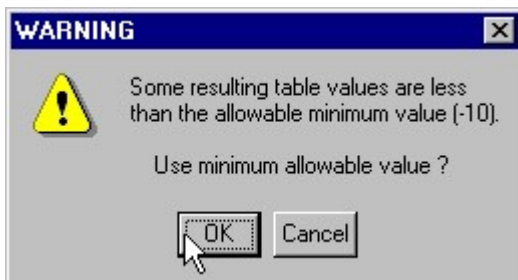 WARNING
Some resulting table values are less
than the allowable minimum value (-10).
Use minimum allowable value ?
OK Cancel